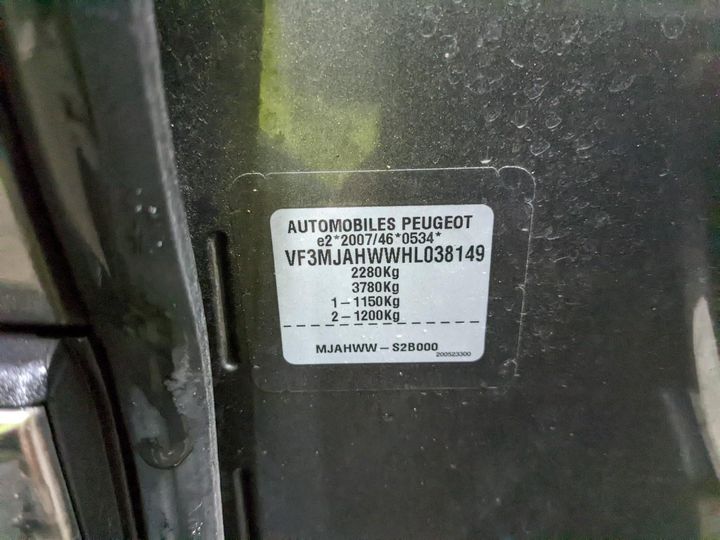 AUTOMOBILES PEUGEOT
e2*2007/46*0534*
VF3MJAHWWHL038149
2280Kg
3780Kg
1-1150Kg
2-1200Kg
MJAHWW-S2B000
200523300